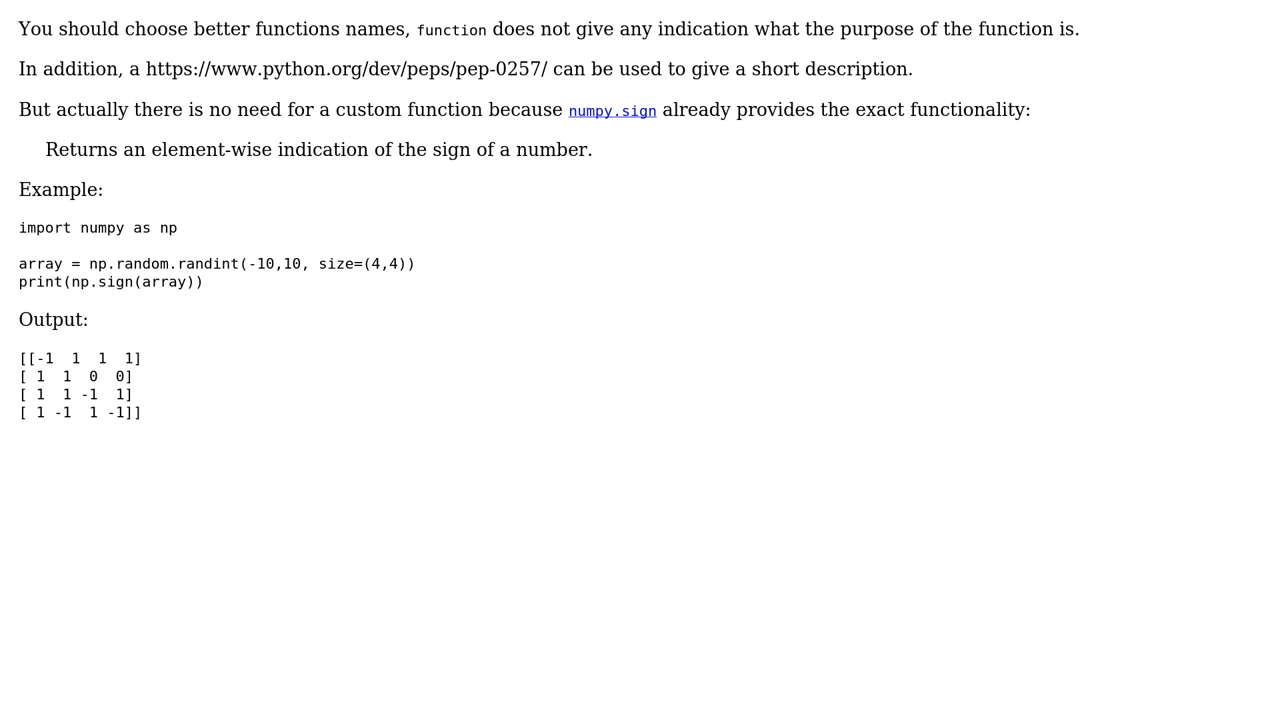 You should choose better functions names, function does not give any indication what the purpose of the function is.
In addition, a https://www.python.org/dev/peps/pep-0257/ can be used to give a short description.
But actually there is no need for a custom function because numpy.sign already provides the exact functionality:
Returns an element-wise indication of the sign of a number.
Example:
import numpy as np
array = np.random.randint(-10,10, size=(4,4))
print(np.sign(array))
Output:
[[-1  1  1  1]
[ 1  1  0  0]
[ 1  1 -1  1]
[ 1 -1  1 -1]]